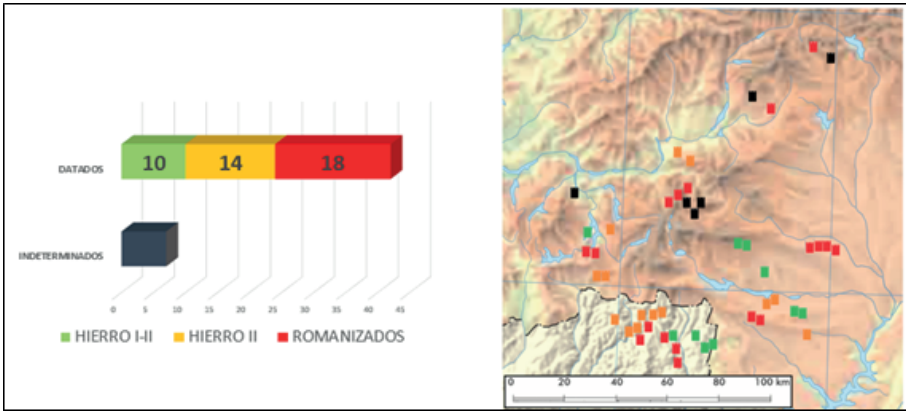 DATADOS
10 14 18
INDETERMINADOS
0 5 10 15 20 25 30 35 40 45
HIERRO I-II HIERRO II ROMANIZADOS
0 20 40 60 80 100 km